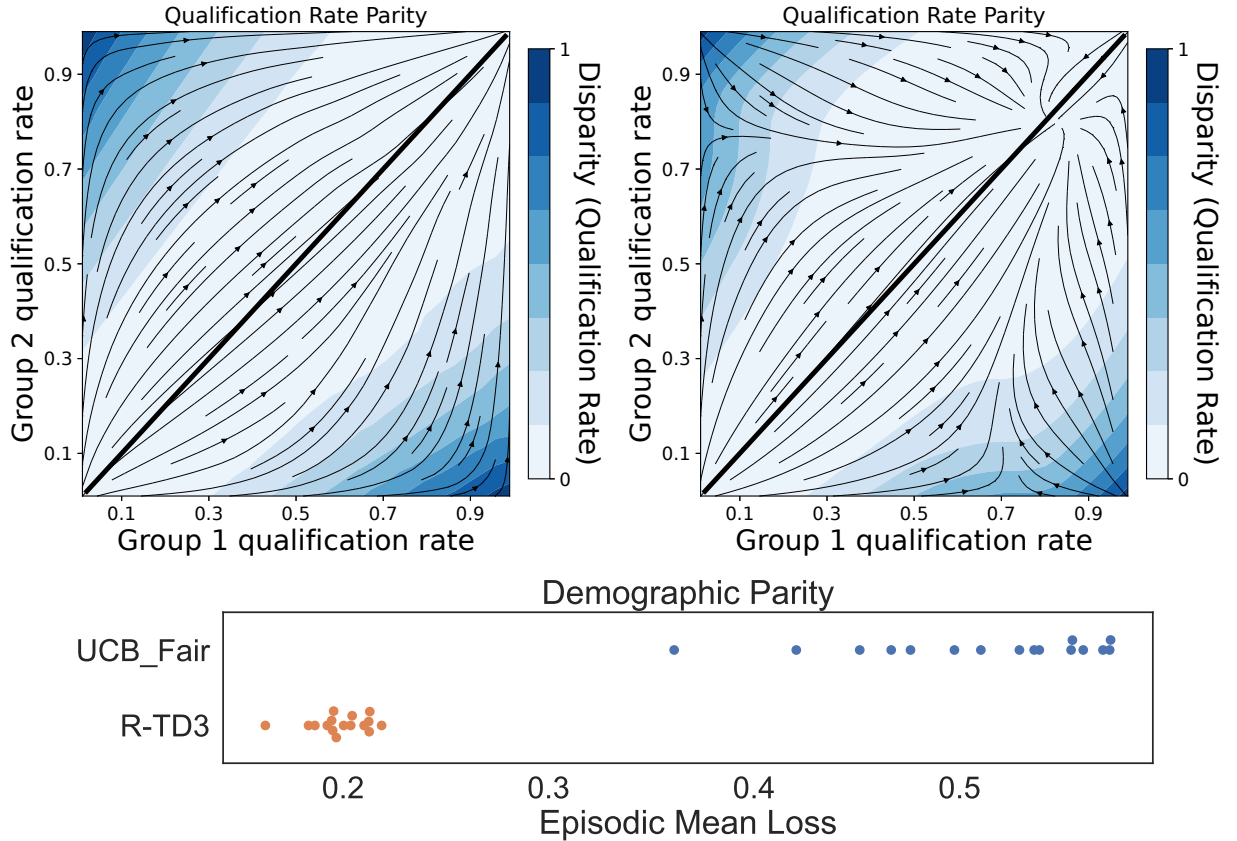 Qualification Rate Parity
Group 2 qualification rate
0.9
0.7
0.5
0.3
0.1
0.1 0.3 0.5 0.7 0.9
Group 1 qualification rate
1
0
Disparity (Qualification Rate)
Qualification Rate Parity
Group 2 qualification rate
0.9
0.7
0.5
0.3
0.1
0.1 0.3 0.5 0.7 0.9
Group 1 qualification rate
1
0
Disparity (Qualification Rate)
Demographic Parity
UCB_Fair
R-TD3
0.2 0.3 0.4 0.5
Episodic Mean Loss